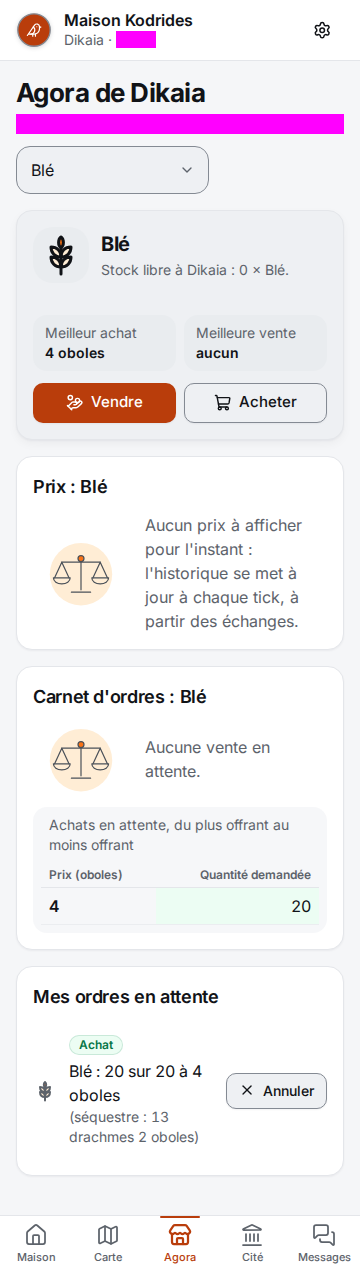 Maison Kodrides
Dikaia ·
Agora de Dikaia
Blé
Blé
Stock libre à Dikaia : 0 × Blé.
Meilleur achat
4 oboles
Meilleure vente
aucun
Vendre
Acheter
Prix : Blé
Aucun prix à afficher
pour l'instant :
l'historique se met à
jour à chaque tick, à
partir des échanges.
Carnet d'ordres : Blé
Aucune vente en
attente.
Achats en attente, du plus offrant au
moins offrant
Prix (oboles) Quantité demandée
4 20
Mes ordres en attente
Achat
Blé : 20 sur 20 à 4
oboles
(séquestre : 13
drachmes 2 oboles)
Annuler
Maison Carte Agora Cité Messages